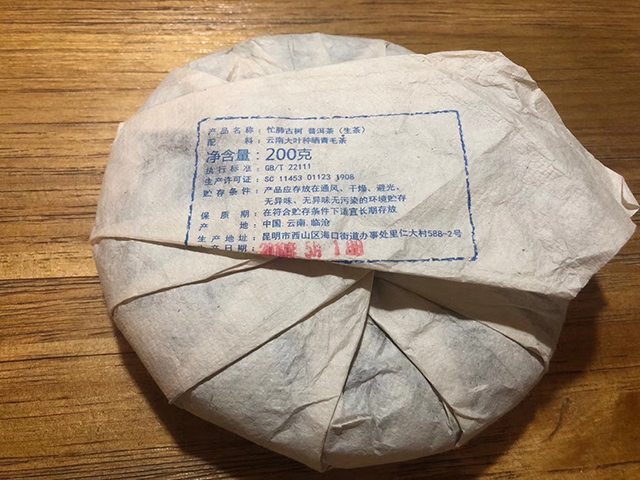 产品名称：忙肺古树 普洱茶（生茶）
配 料：云南大叶种晒青毛茶
净含量：200克
执行标准：GB/T 22111
生产许可证：SC 11453 01123 1908
贮存条件：产品应存放在通风、干燥、避光、
无异味、无异味无污染的环境贮存
保 质 期：在符合贮存条件下适宜长期存放
产 地：中国.云南.临沧
生产地址：昆明市西山区海口街道办事处里仁大村588-2号
生产日期：